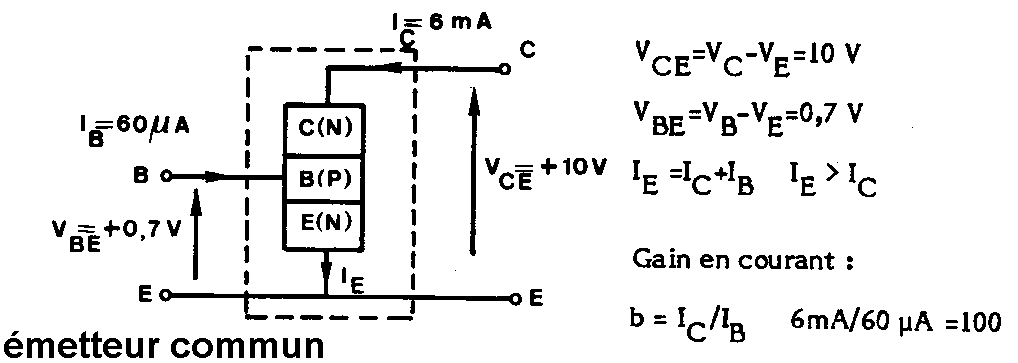 I_C = 6 mA
C
V_CE=V_C-V_E=10 V
I_B=60 µA
C(N)
V_BE=V_B-V_E=0,7 V
B
B(P)
V_CE=+10V
I_E =I_C+I_B I_E > I_C
V_BE=+0,7 V
E(N)
I_E
Gain en courant :
E
E
b = I_C/I_B 6mA/60 µA =100
émetteur commun